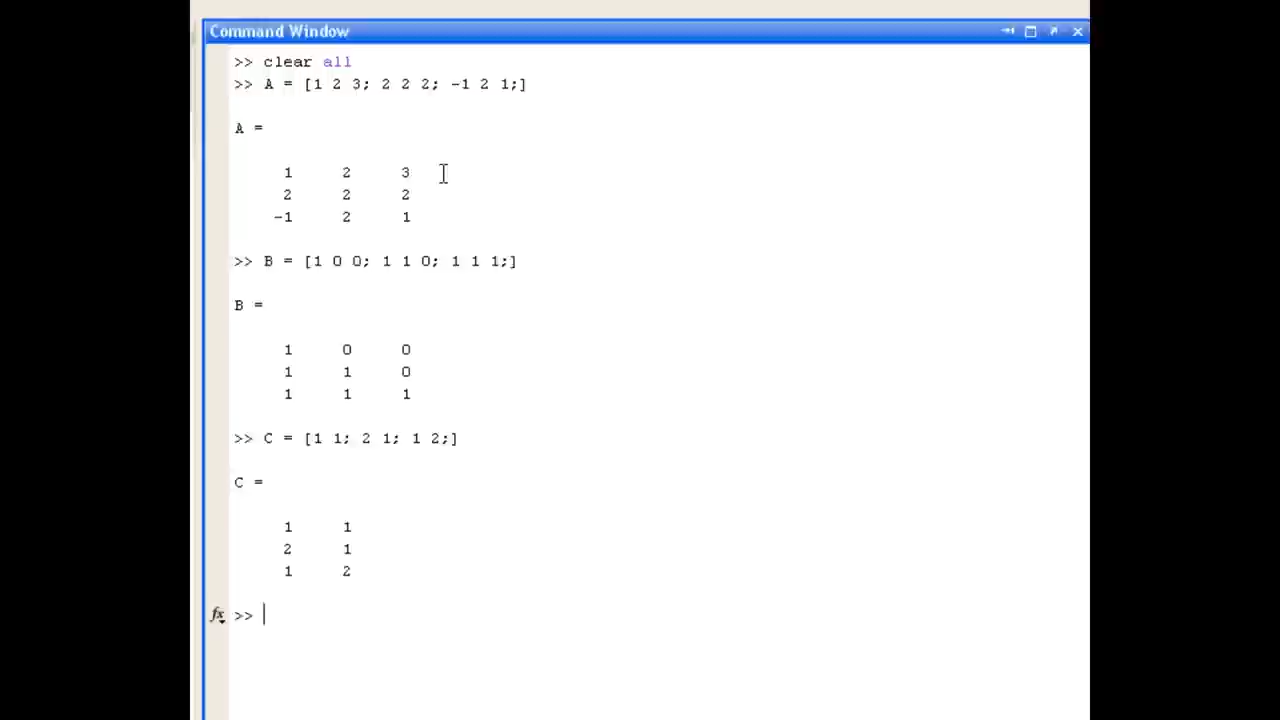 Command Window
>> clear all
>> A = [1 2 3; 2 2 2; -1 2 1;]
A =
1 2 3
2 2 2
-1 2 1
>> B = [1 0 0; 1 1 0; 1 1 1;]
B =
1 0 0
1 1 0
1 1 1
>> C = [1 1; 2 1; 1 2;]
C =
1 1
2 1
1 2
fx >>